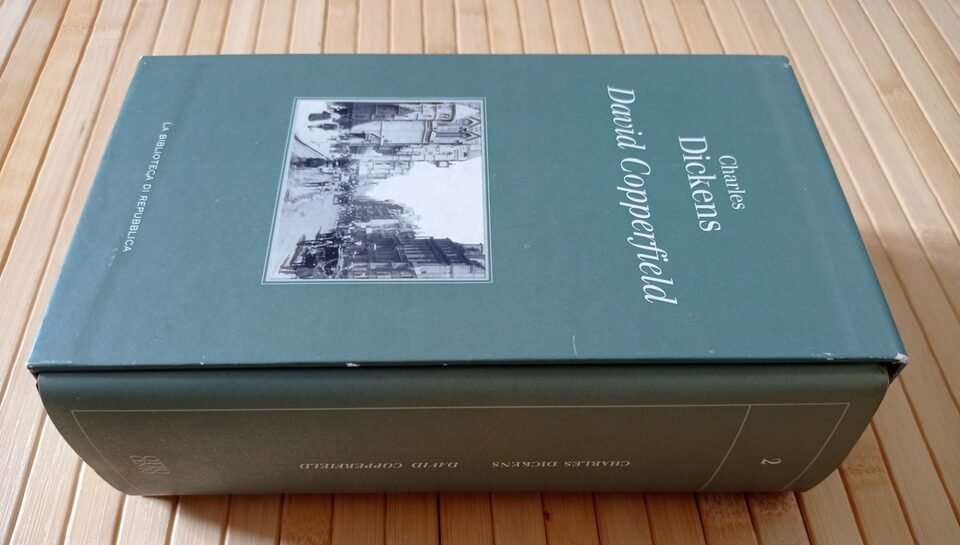 Charles
Dickens
David Copperfield
LA BIBLIOTECA DI REPUBBLICA
2
CHARLES DICKENS
DAVID COPPERFIELD